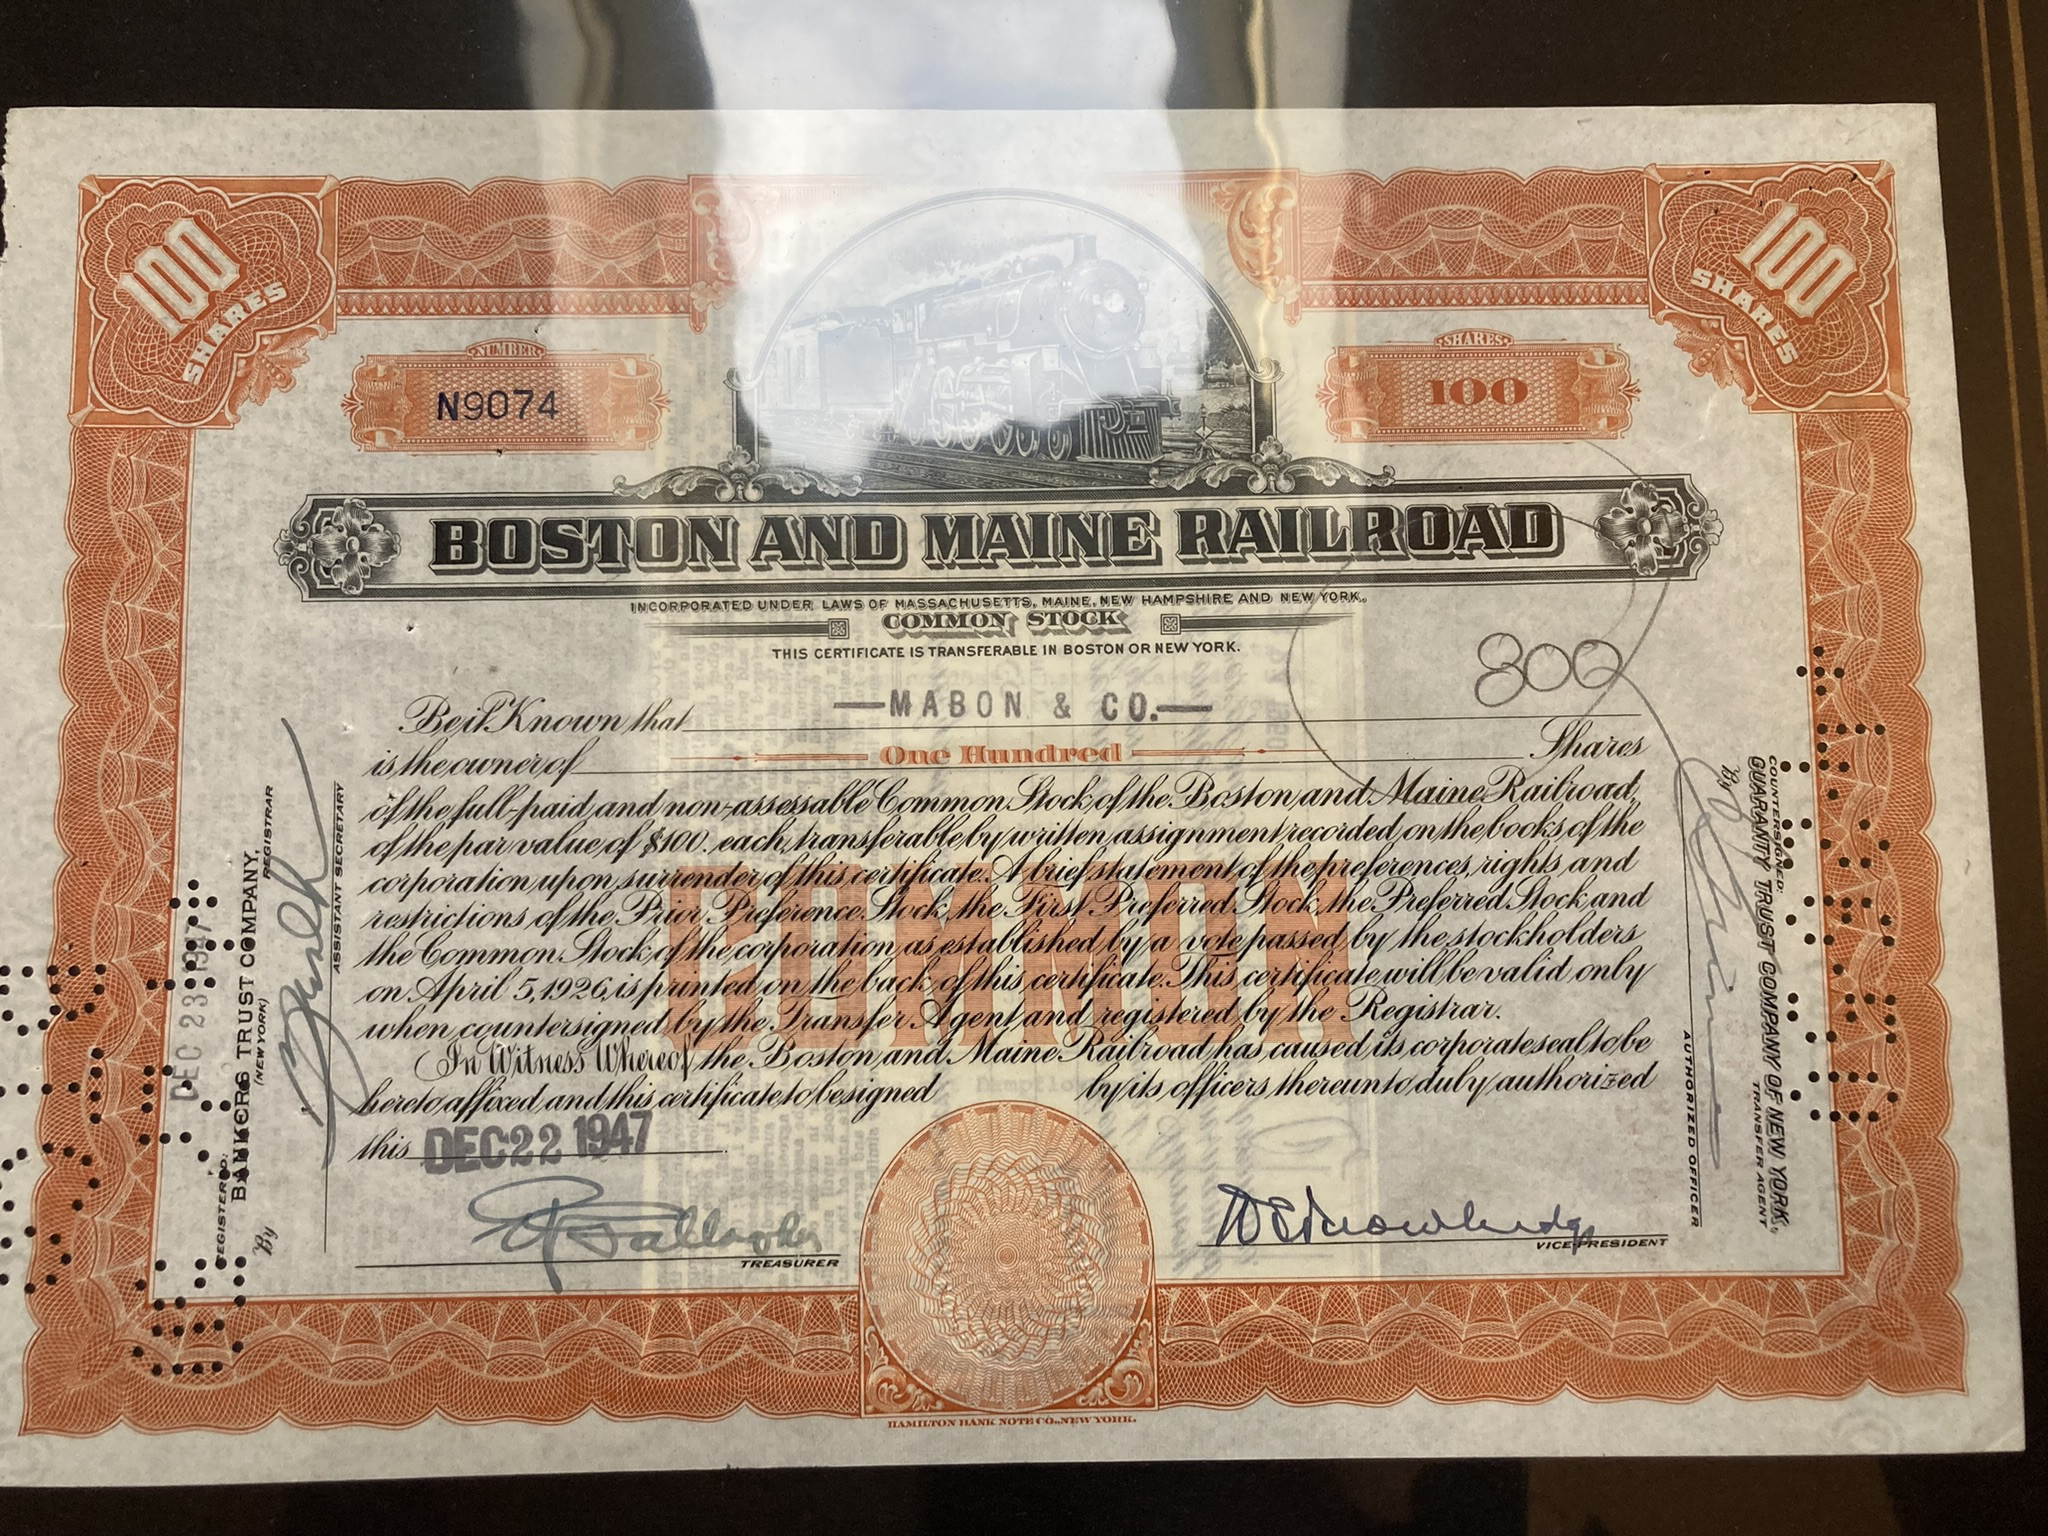 100
SHARES
100
SHARES
NUMBER
N9074
SHARES
100
BOSTON AND MAINE RAILROAD
INCORPORATED UNDER LAWS OF MASSACHUSETTS, MAINE, NEW HAMPSHIRE AND NEW YORK.
COMMON STOCK
THIS CERTIFICATE IS TRANSFERABLE IN BOSTON OR NEW YORK.
800
Be it Known that —MABON & CO.—
is the owner of One Hundred Shares
of the full-paid and non-assessable Common Stock of the Boston and Maine Railroad,
of the par value of $100. each, transferable by written assignment recorded on the books of the
corporation upon surrender of this certificate. A brief statement of the preferences, rights and
restrictions of the Prior Preference Stock, the First Preferred Stock, the Preferred Stock and
the Common Stock of the corporation as established by a vote passed by the stockholders
on April 5, 1926, is printed on the back of this certificate. This certificate will be valid only
when countersigned by the Transfer Agent and registered by the Registrar.
COMMON
In Witness Whereof, the Boston and Maine Railroad has caused its corporate seal to be
hereto affixed and this certificate to be signed by its officers thereunto duly authorized
this DEC 22 1947
TREASURER
VICE-PRESIDENT
HAMILTON BANK NOTE CO., NEW YORK.
DEC 23 1947
REGISTERED:
BANKERS TRUST COMPANY,
(NEW YORK) REGISTRAR
By
ASSISTANT SECRETARY
COUNTERSIGNED:
GUARANTY TRUST COMPANY OF NEW YORK,
TRANSFER AGENT
By
AUTHORIZED OFFICER